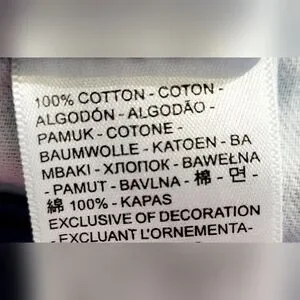 100% COTTON - COTON -
ALGODÓN - ALGODÃO -
PAMUK - COTONE -
BAUMWOLLE - KATOEN - BA
MBAKI - ХЛОПОК - BAWEŁNA
- PAMUT - BAVLNA - 棉 - 면 -
綿 100% - KAPAS
EXCLUSIVE OF DECORATION
- EXCLUANT L'ORNEMENTA-